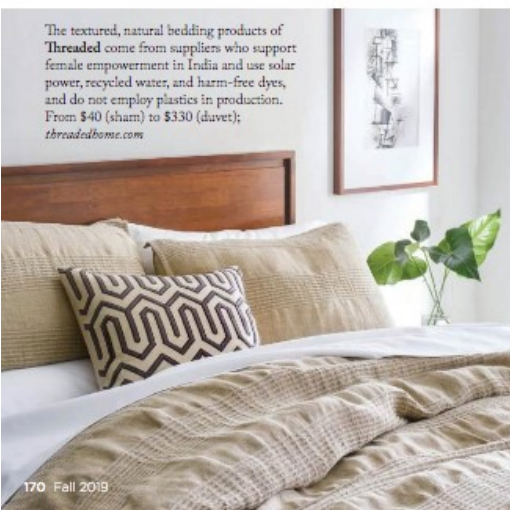 The textured, natural bedding products of
Threaded come from suppliers who support
female empowerment in India and use solar
power, recycled water, and harm-free dyes,
and do not employ plastics in production.
From $40 (sham) to $330 (duvet);
threadedhome.com
170 Fall 2019